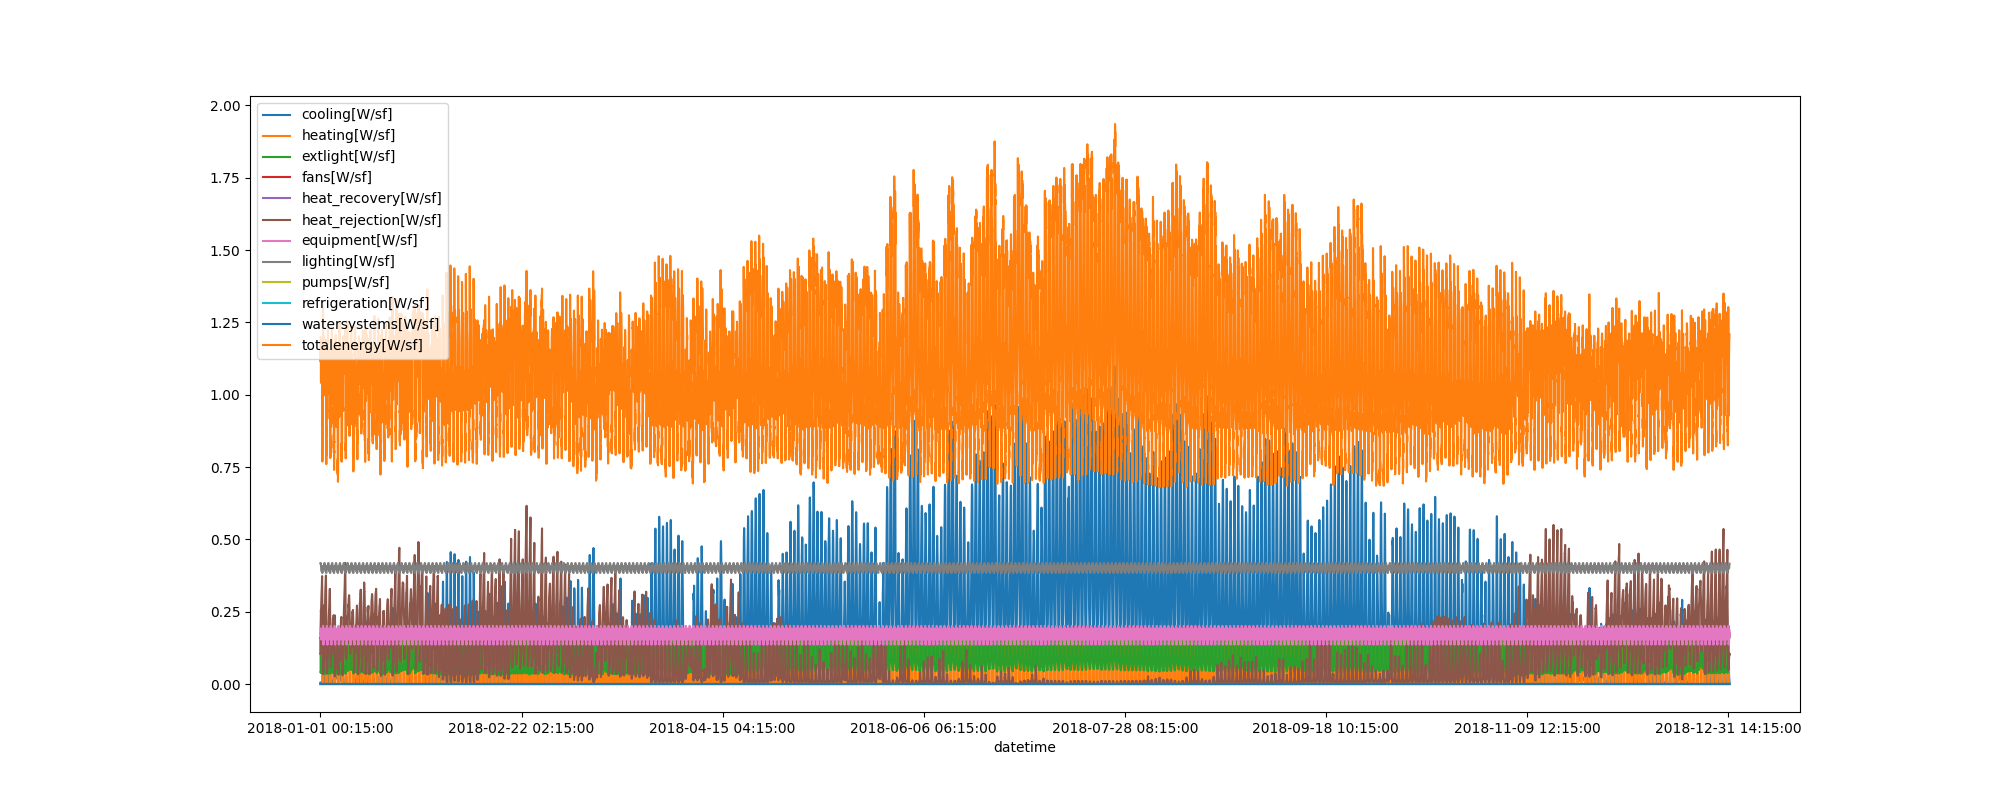 2.00
1.75
1.50
1.25
1.00
0.75
0.50
0.25
0.00
cooling[W/sf]
heating[W/sf]
extlight[W/sf]
fans[W/sf]
heat_recovery[W/sf]
heat_rejection[W/sf]
equipment[W/sf]
lighting[W/sf]
pumps[W/sf]
refrigeration[W/sf]
watersystems[W/sf]
totalenergy[W/sf]
2018-01-01 00:15:00
2018-02-22 02:15:00
2018-04-15 04:15:00
2018-06-06 06:15:00
2018-07-28 08:15:00
2018-09-18 10:15:00
2018-11-09 12:15:00
2018-12-31 14:15:00
datetime